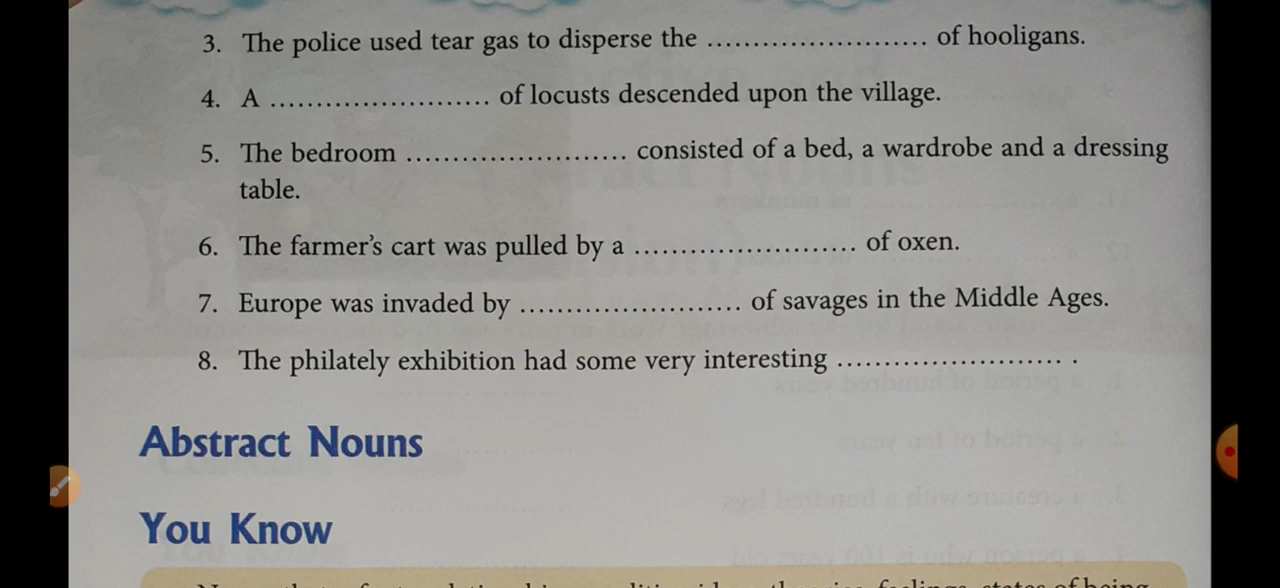 3. The police used tear gas to disperse the ........................ of hooligans.
4. A ........................ of locusts descended upon the village.
5. The bedroom ........................ consisted of a bed, a wardrobe and a dressing
table.
6. The farmer's cart was pulled by a ........................ of oxen.
7. Europe was invaded by ........................ of savages in the Middle Ages.
8. The philately exhibition had some very interesting ........................ .
Abstract Nouns
You Know